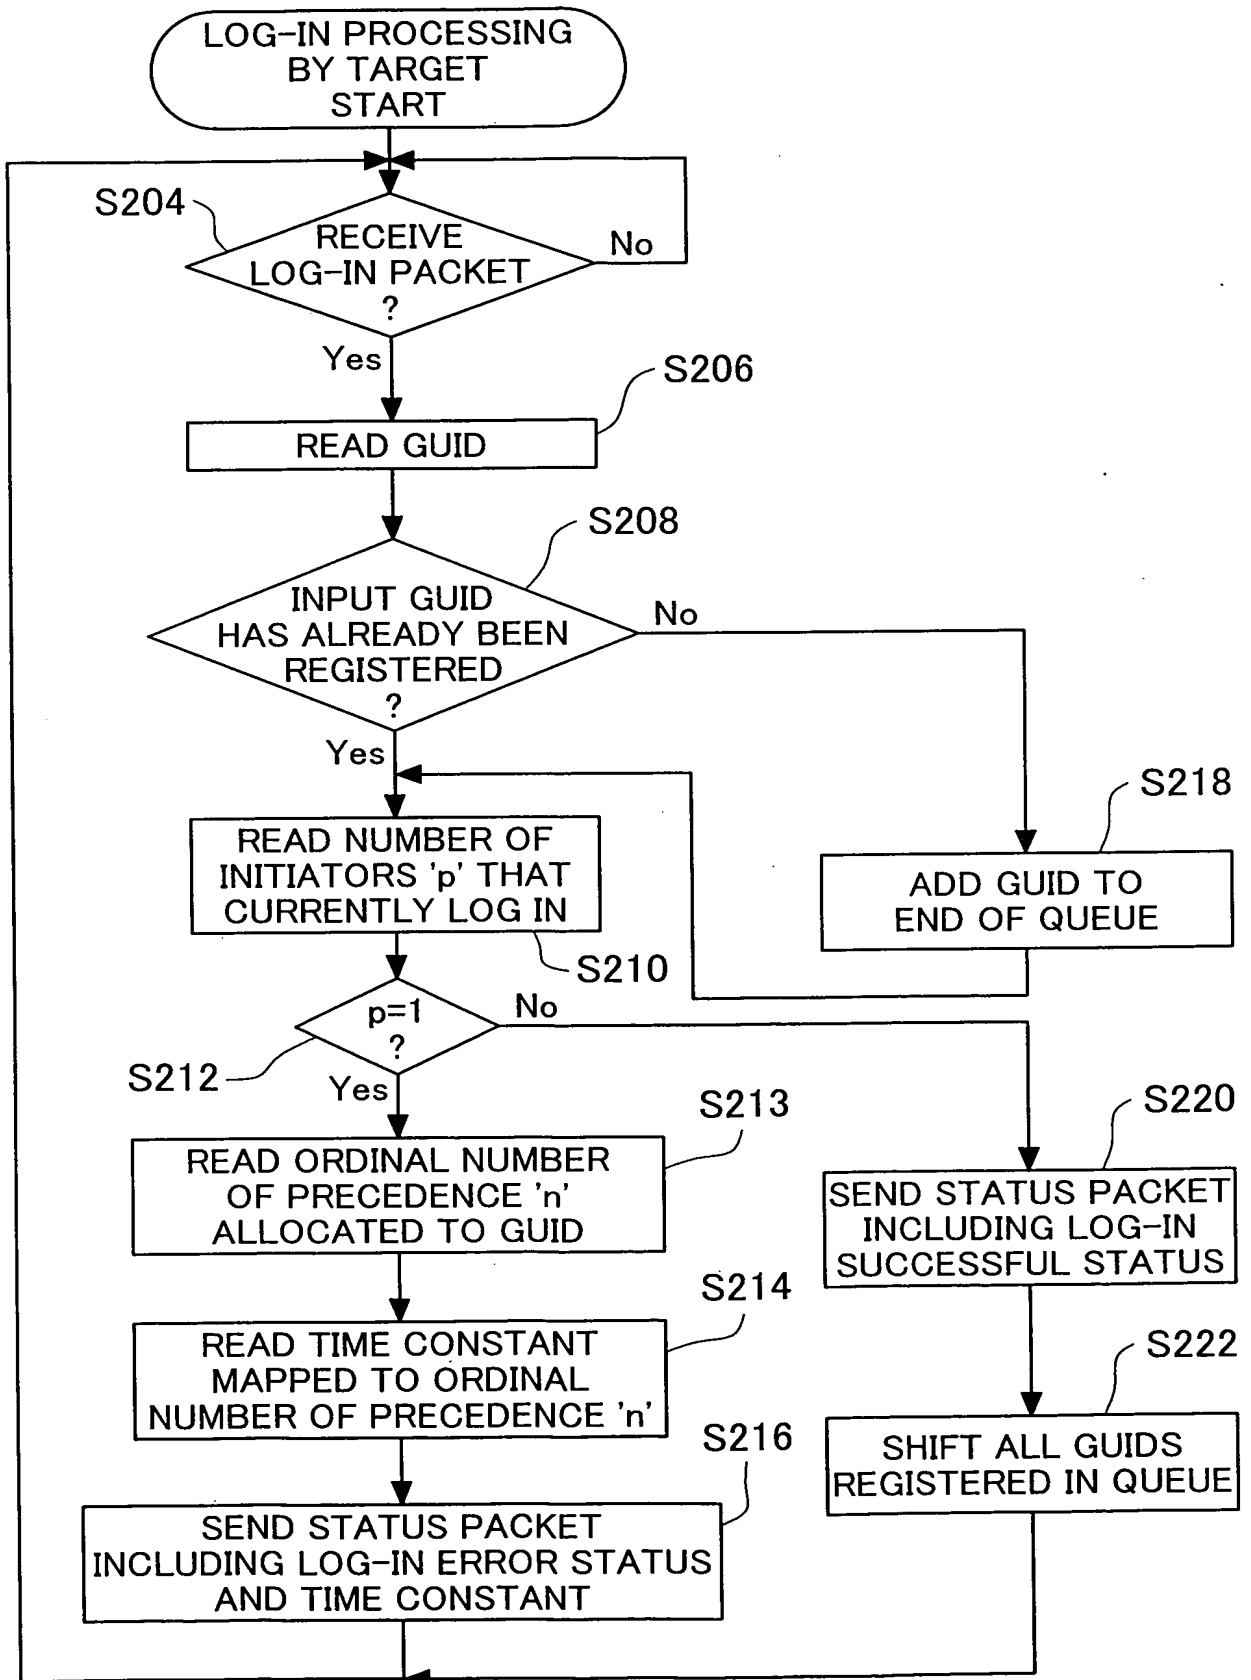 LOG-IN PROCESSING
BY TARGET
START
S204
RECEIVE
LOG-IN PACKET
?
No
Yes
S206
READ GUID
S208
INPUT GUID
HAS ALREADY BEEN
REGISTERED
?
No
Yes
S218
READ NUMBER OF
INITIATORS 'p' THAT
CURRENTLY LOG IN
ADD GUID TO
END OF QUEUE
S210
p=1
?
No
S212
Yes
S213
S220
READ ORDINAL NUMBER
OF PRECEDENCE 'n'
ALLOCATED TO GUID
SEND STATUS PACKET
INCLUDING LOG-IN
SUCCESSFUL STATUS
S214
READ TIME CONSTANT
MAPPED TO ORDINAL
NUMBER OF PRECEDENCE 'n'
S222
SHIFT ALL GUIDS
REGISTERED IN QUEUE
S216
SEND STATUS PACKET
INCLUDING LOG-IN ERROR STATUS
AND TIME CONSTANT